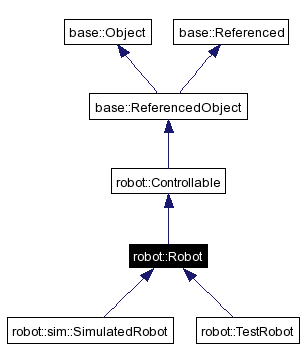 base::Object
base::Referenced
base::ReferencedObject
robot::Controllable
robot::Robot
robot::sim::SimulatedRobot
robot::TestRobot